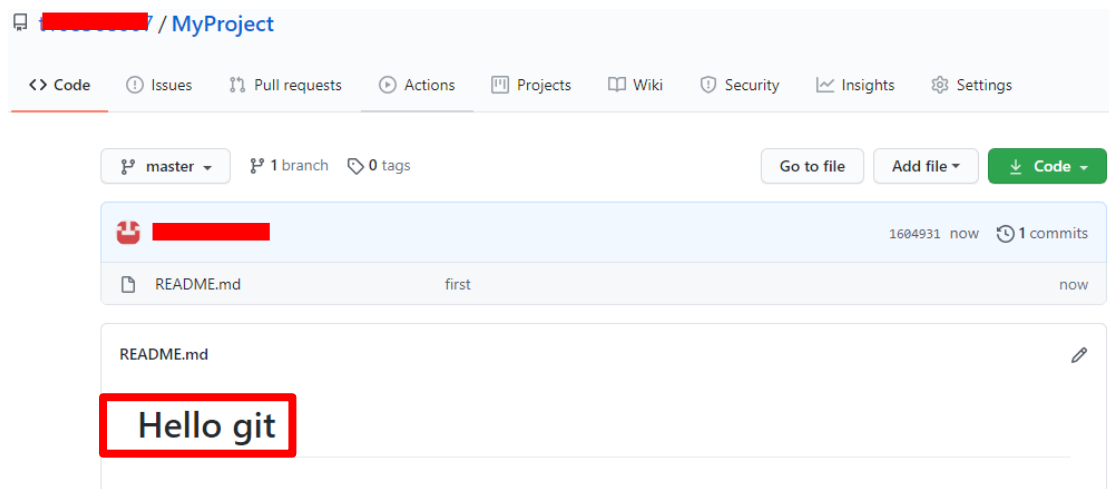 / MyProject
<> Code Issues Pull requests Actions Projects Wiki Security Insights Settings
master 1 branch 0 tags Go to file Add file Code
1604931 now 1 commits
README.md first now
README.md
Hello git